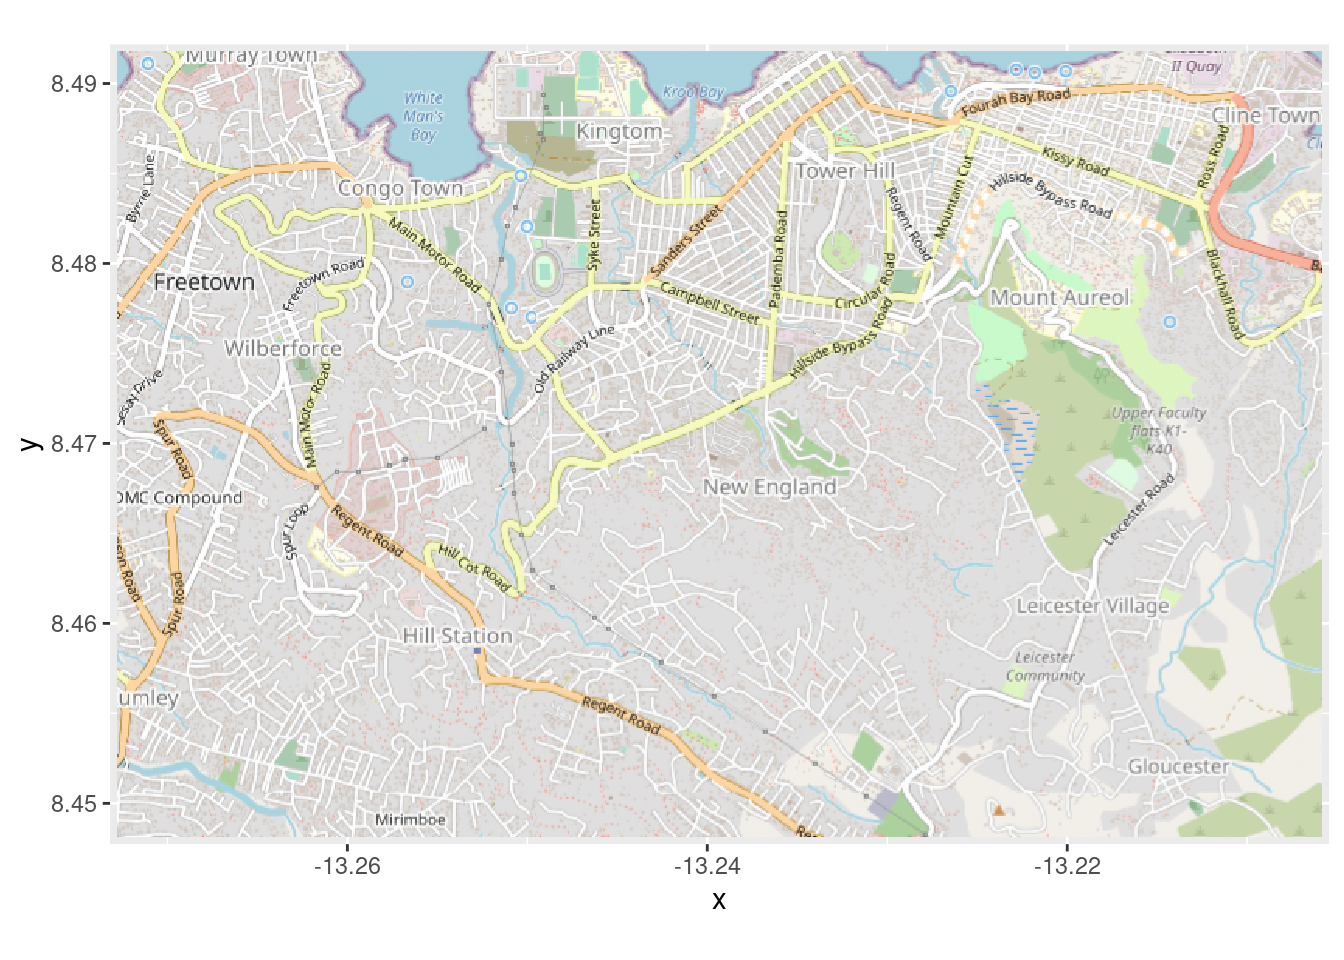 Murray Town
II Quay
8.49
White
Man's
Bay
Kroo Bay
Fourah Bay Road
Cline Town
Kingtom
Kissy Road
Ross Road
Byrne Lane
Congo Town
Tower Hill
Mountain Cut
Hillside Bypass Road
Syke Street
Sanders Street
Pademba Road
Regent Road
Main Motor Road
8.48
Freetown
Freetown Road
Campbell Street
Circular Road
Mount Aureol
Blackhall Road
Wilberforce
Old Railway Line
Hillside Bypass Road
Main Motor Road
Upper Faculty
flats-K1-
K40
y
8.47
Spur Road
OMC Compound
New England
Spur Loop
Regent Road
Leicester Road
Hill Cot Road
Spur Road
8.46
Hill Station
Leicester Village
Leicester
Community
umley
Regent Road
Gloucester
8.45
Mirimboe
-13.26
-13.24
-13.22
x